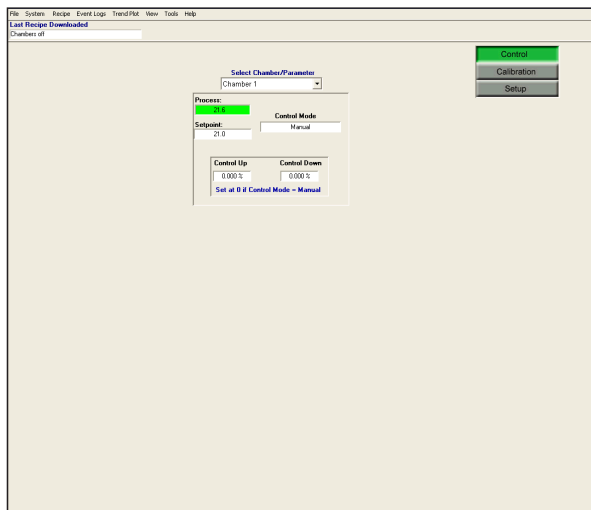 File System Recipe Event Logs Trend Plot View Tools Help
Last Recipe Downloaded
Chambers off
Control
Calibration
Setup
Select Chamber/Parameter
Chamber 1
Process:
21.6
Control Mode
Manual
Setpoint:
21.0
Control Up Control Down
0.000 % 0.000 %
Set at 0 if Control Mode = Manual